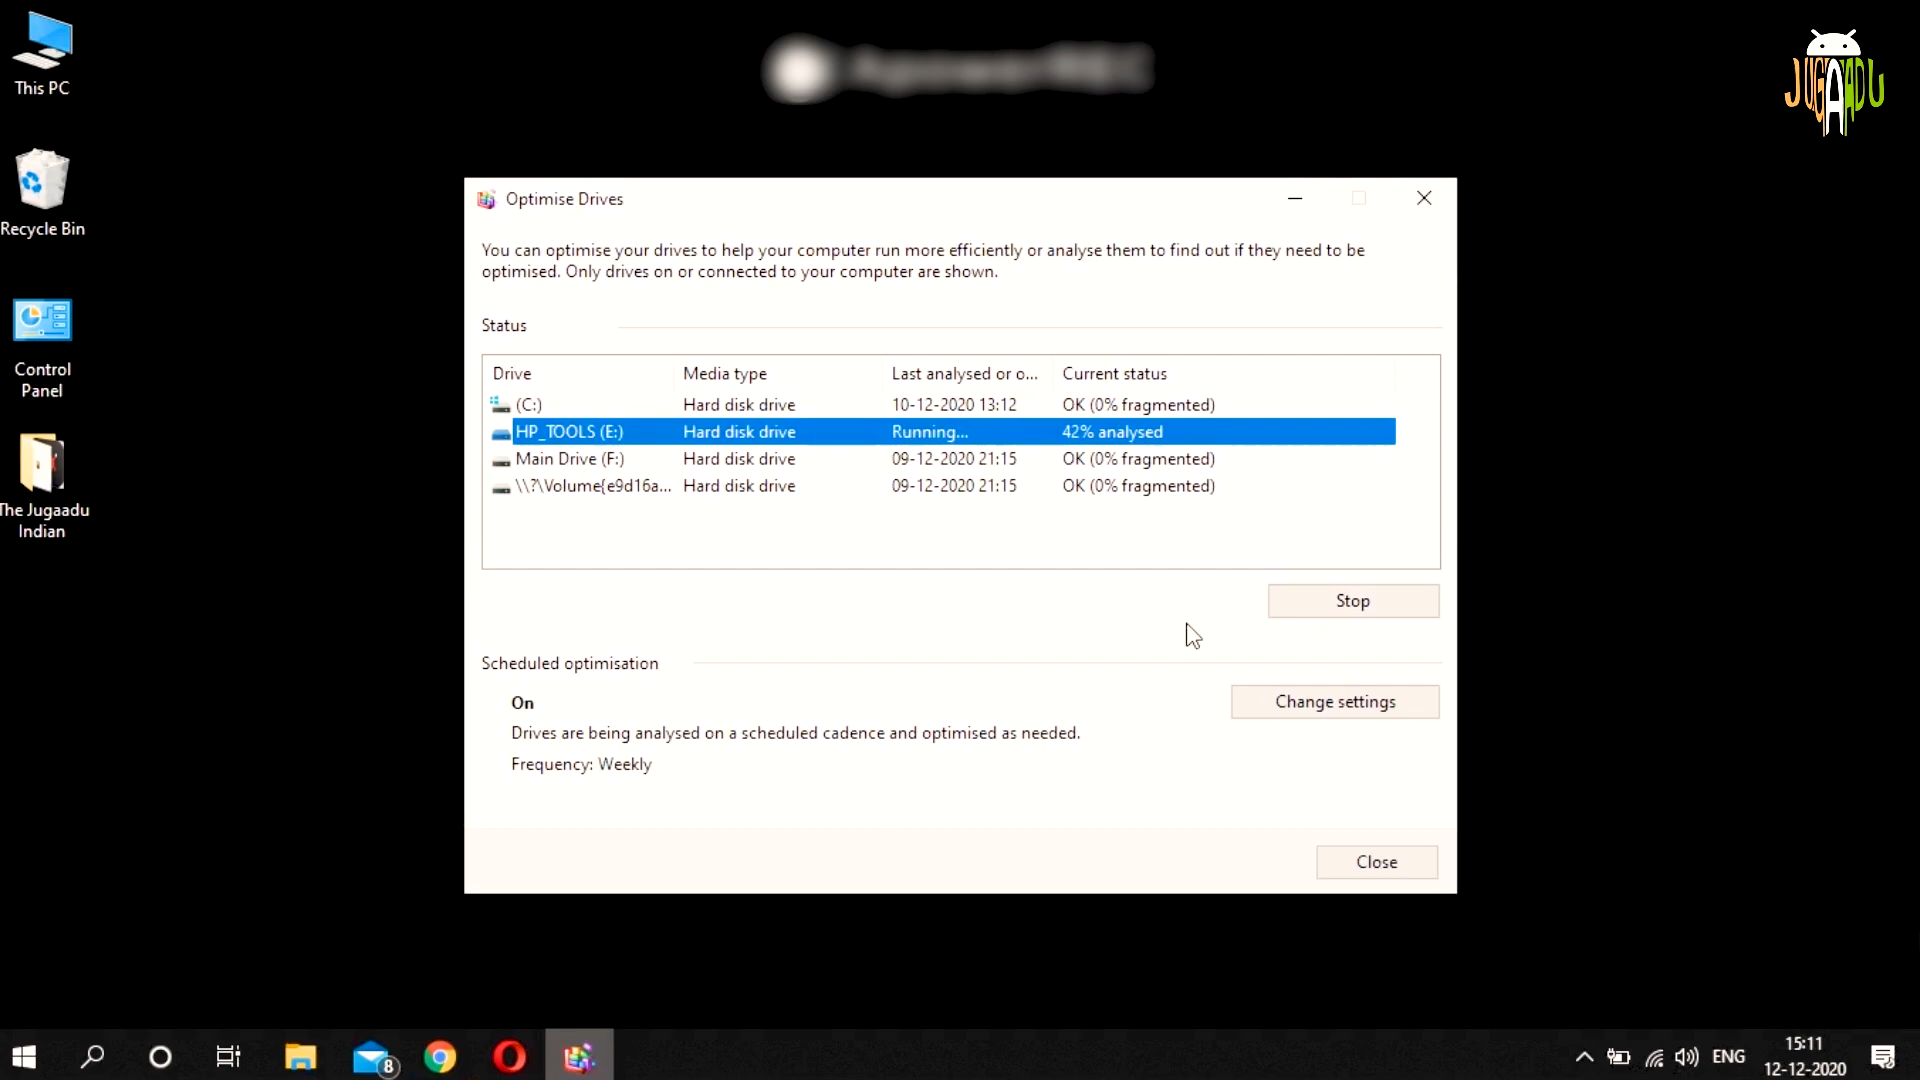 This PC
Recycle Bin
Control
Panel
The Jugaadu
Indian
JUGAADU
Optimise Drives
You can optimise your drives to help your computer run more efficiently or analyse them to find out if they need to be
optimised. Only drives on or connected to your computer are shown.
Status
Drive Media type Last analysed or o... Current status
(C:) Hard disk drive 10-12-2020 13:12 OK (0% fragmented)
HP_TOOLS (E:) Hard disk drive Running... 42% analysed
Main Drive (F:) Hard disk drive 09-12-2020 21:15 OK (0% fragmented)
\\?\Volume{e9d16a... Hard disk drive 09-12-2020 21:15 OK (0% fragmented)
Stop
Scheduled optimisation
On
Change settings
Drives are being analysed on a scheduled cadence and optimised as needed.
Frequency: Weekly
Close
8
ENG
15:11
12-12-2020